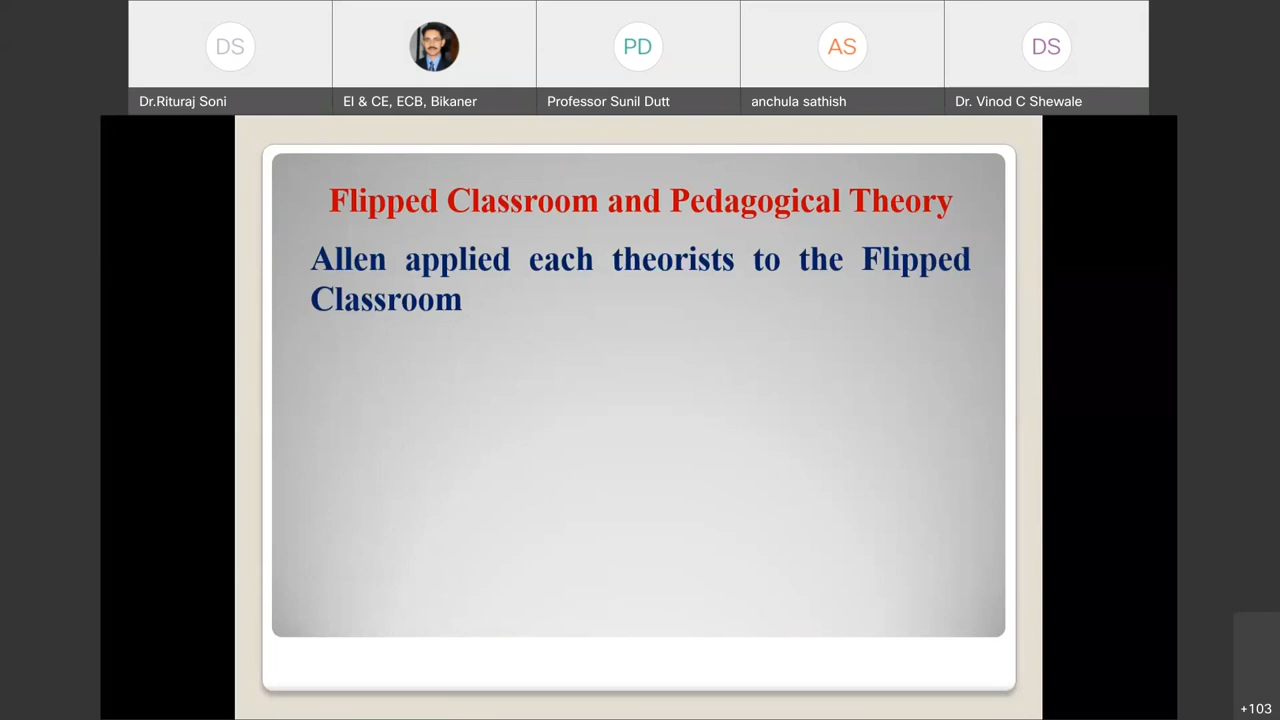 DS
PD
AS
DS
Dr.Rituraj Soni
EI & CE, ECB, Bikaner
Professor Sunil Dutt
anchula sathish
Dr. Vinod C Shewale
Flipped Classroom and Pedagogical Theory
Allen applied each theorists to the Flipped
Classroom
+103